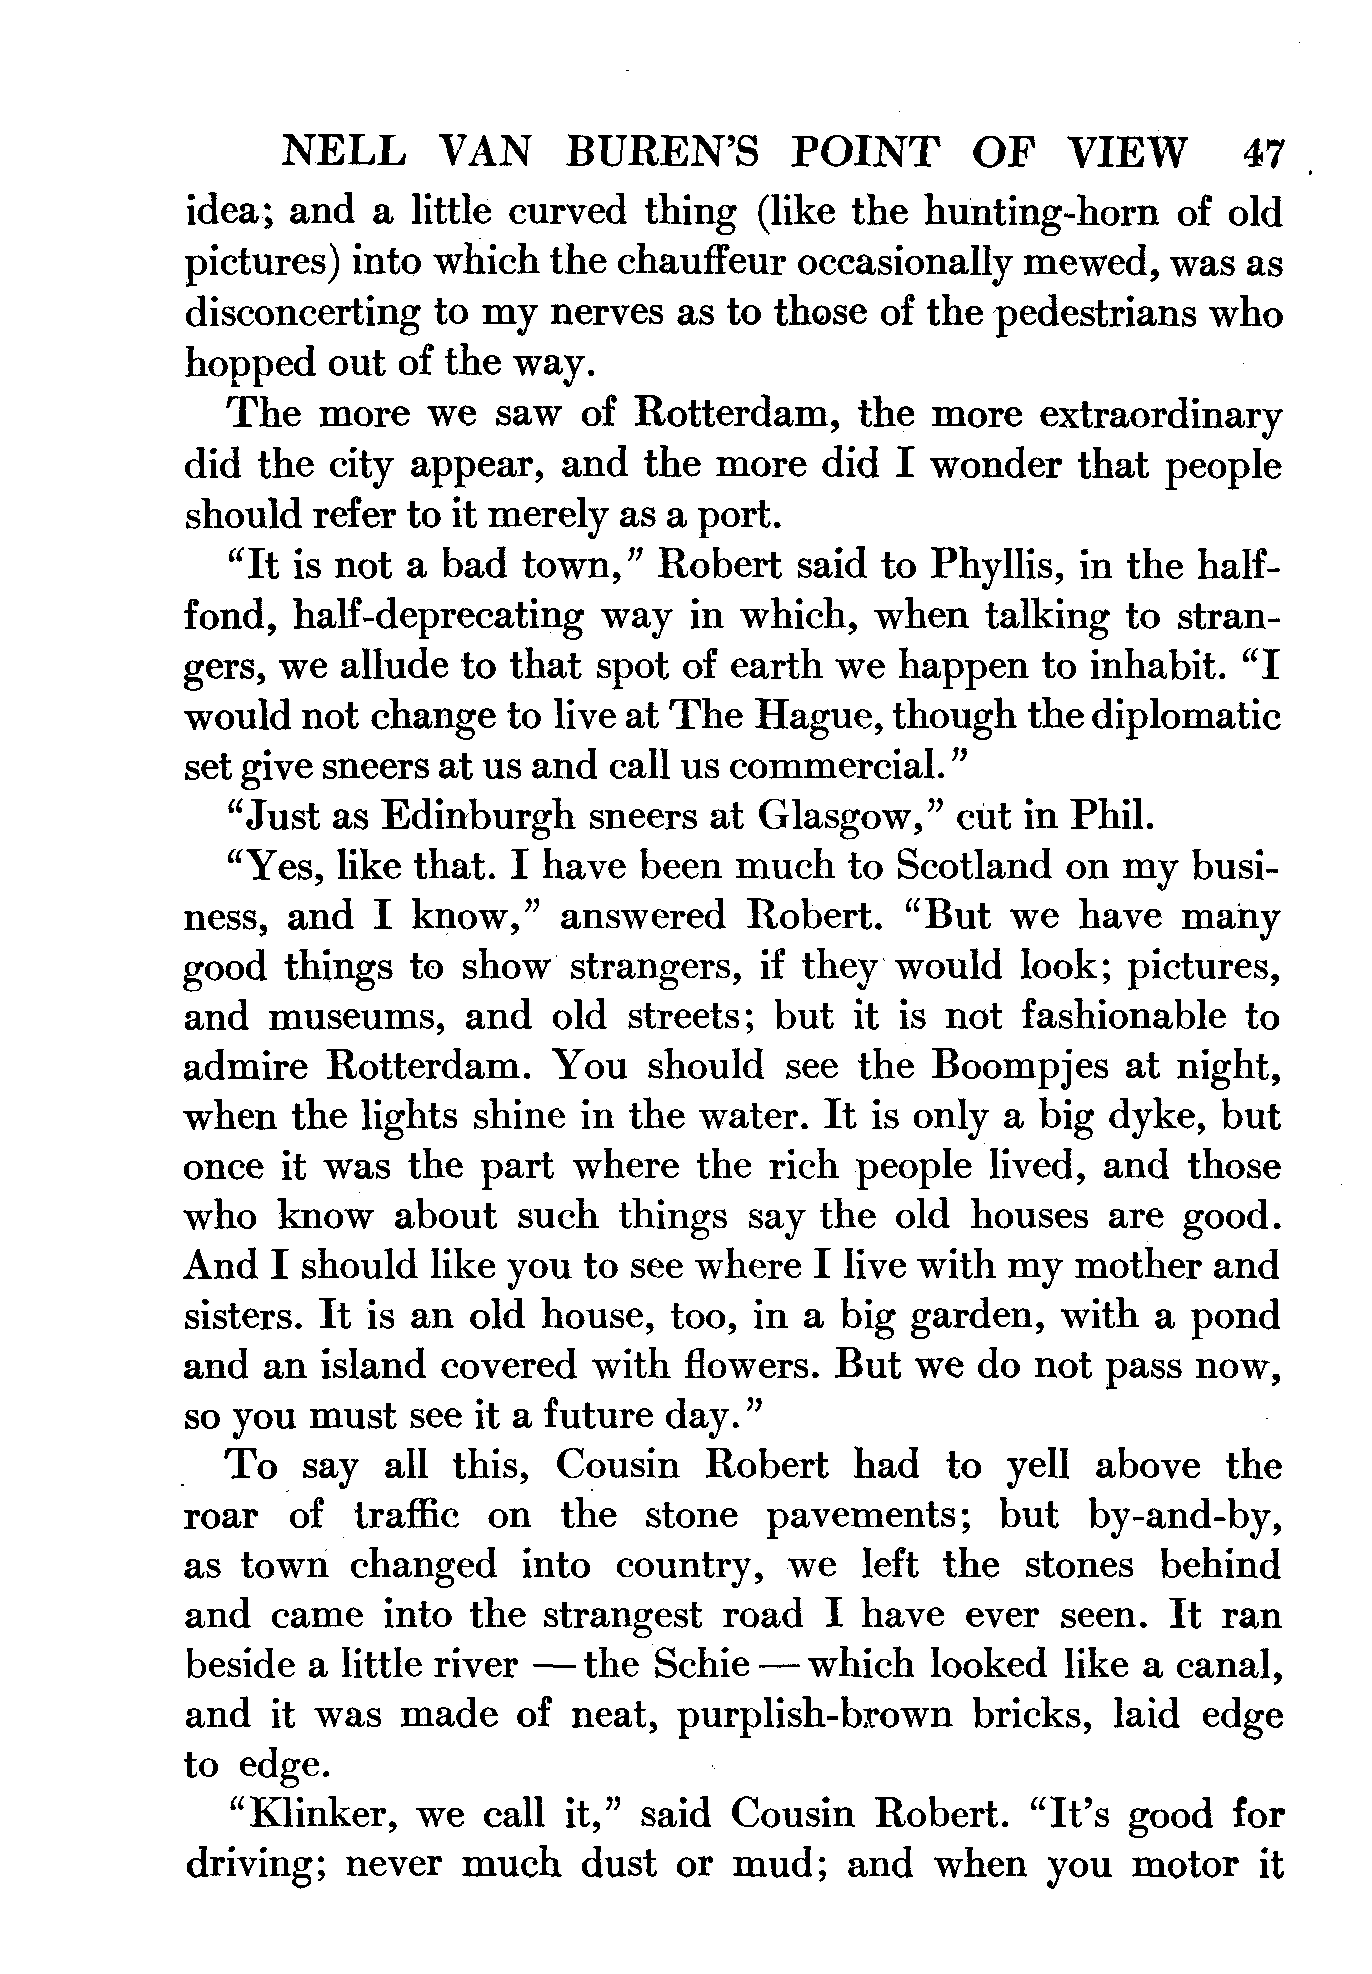 NELL VAN BUREN'S POINT OF VIEW 47
idea; and a little curved thing (like the hunting-horn of old
pictures) into which the chauffeur occasionally mewed, was as
disconcerting to my nerves as to those of the pedestrians who
hopped out of the way.
The more we saw of Rotterdam, the more extraordinary
did the city appear, and the more did I wonder that people
should refer to it merely as a port.
“It is not a bad town,” Robert said to Phyllis, in the half-
fond, half-deprecating way in which, when talking to stran-
gers, we allude to that spot of earth we happen to inhabit. “I
would not change to live at The Hague, though the diplomatic
set give sneers at us and call us commercial.”
“Just as Edinburgh sneers at Glasgow,” cut in Phil.
“Yes, like that. I have been much to Scotland on my busi-
ness, and I know,” answered Robert. “But we have many
good things to show strangers, if they would look; pictures,
and museums, and old streets; but it is not fashionable to
admire Rotterdam. You should see the Boompjes at night,
when the lights shine in the water. It is only a big dyke, but
once it was the part where the rich people lived, and those
who know about such things say the old houses are good.
And I should like you to see where I live with my mother and
sisters. It is an old house, too, in a big garden, with a pond
and an island covered with flowers. But we do not pass now,
so you must see it a future day.”
To say all this, Cousin Robert had to yell above the
roar of traffic on the stone pavements; but by-and-by,
as town changed into country, we left the stones behind
and came into the strangest road I have ever seen. It ran
beside a little river — the Schie — which looked like a canal,
and it was made of neat, purplish-brown bricks, laid edge
to edge.
“Klinker, we call it,” said Cousin Robert. “It’s good for
driving; never much dust or mud; and when you motor it